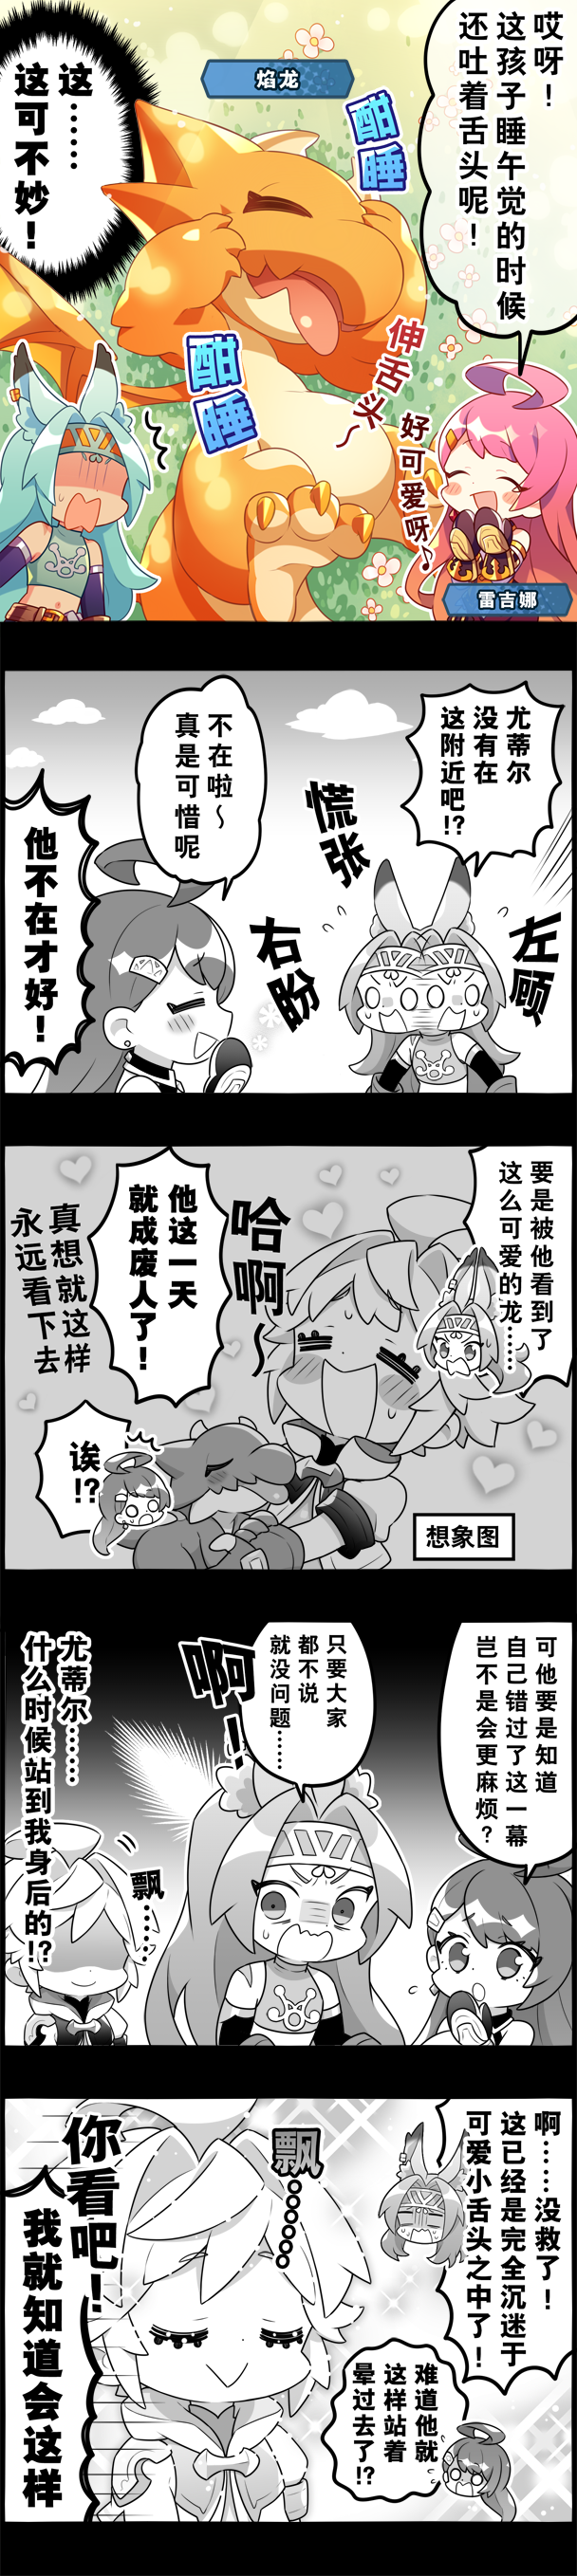 哎呀！
这孩子睡午觉的时候
还吐着舌头呢！
焰龙
酣睡
这……
这可不妙！
酣睡
伸舌头～
好可爱呀♪
雷吉娜
尤蒂尔
没有在
这附近吧!?
慌张
左顾
右盼
不在啦～
真是可惜呢
他不在才好！
要是被他看到了
这么可爱的龙……
哈啊～
他这一天
就成废人了！
真想就这样
永远看下去
诶!?
想象图
可他要是知道
自己错过了这一幕
岂不是会更麻烦？
只要大家
都不说
就没问题……
啊！
飘……
尤蒂尔……
什么时候站到我身后的!?
啊……没救了！
这已经是完全沉迷于
可爱小舌头之中了！
飘……
难道他就
这样站着
晕过去了!?
你看吧！
我就知道会这样